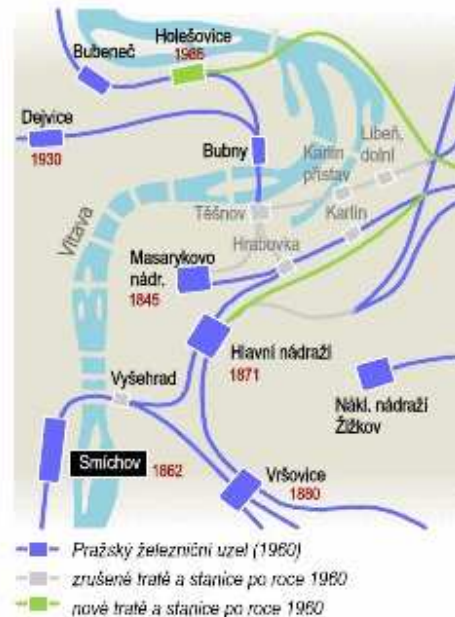 Holešovice
1985
Bubeneč
Dejvice
1930
Bubny
Libeň,
dolní
Karlín
přístav
Těšnov
Karlín
Hrabovka
Vltava
Masarykovo
nádr.
1845
Hlavní nádraží
1871
Vyšehrad
Nákl. nádraží
Žižkov
Smíchov
1862
Vršovice
1880
Pražský železniční uzel (1960)
zrušené tratě a stanice po roce 1960
nové tratě a stanice po roce 1960